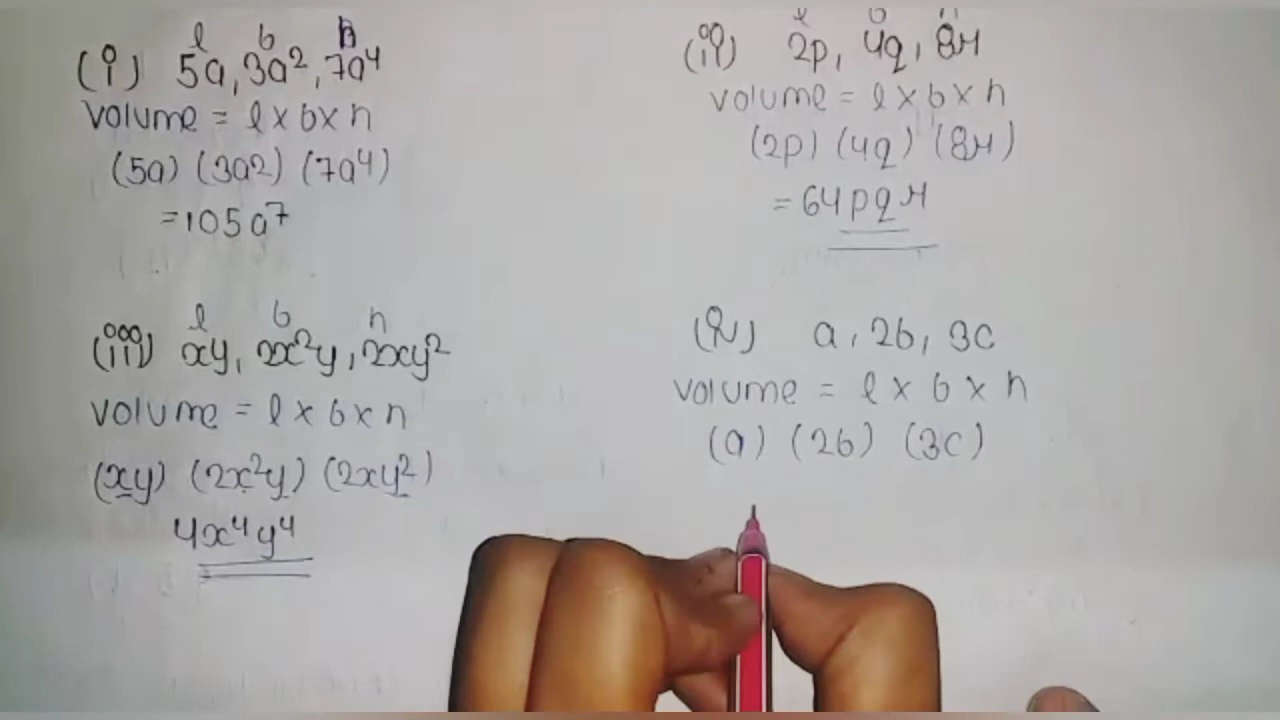 l b h
(i) 5a, 3a², 7a⁴
volume = l × b × h
(5a) (3a²) (7a⁴)
= 105a⁷
l b h
(ii) 2p, 4q, 8r
volume = l × b × h
(2p) (4q) (8r)
= 64pqr
l b h
(iii) xy, 2x²y, 2xy²
volume = l × b × h
(xy) (2x²y) (2xy²)
4x⁴y⁴
(iv) a, 2b, 3c
volume = l × b × h
(a) (2b) (3c)